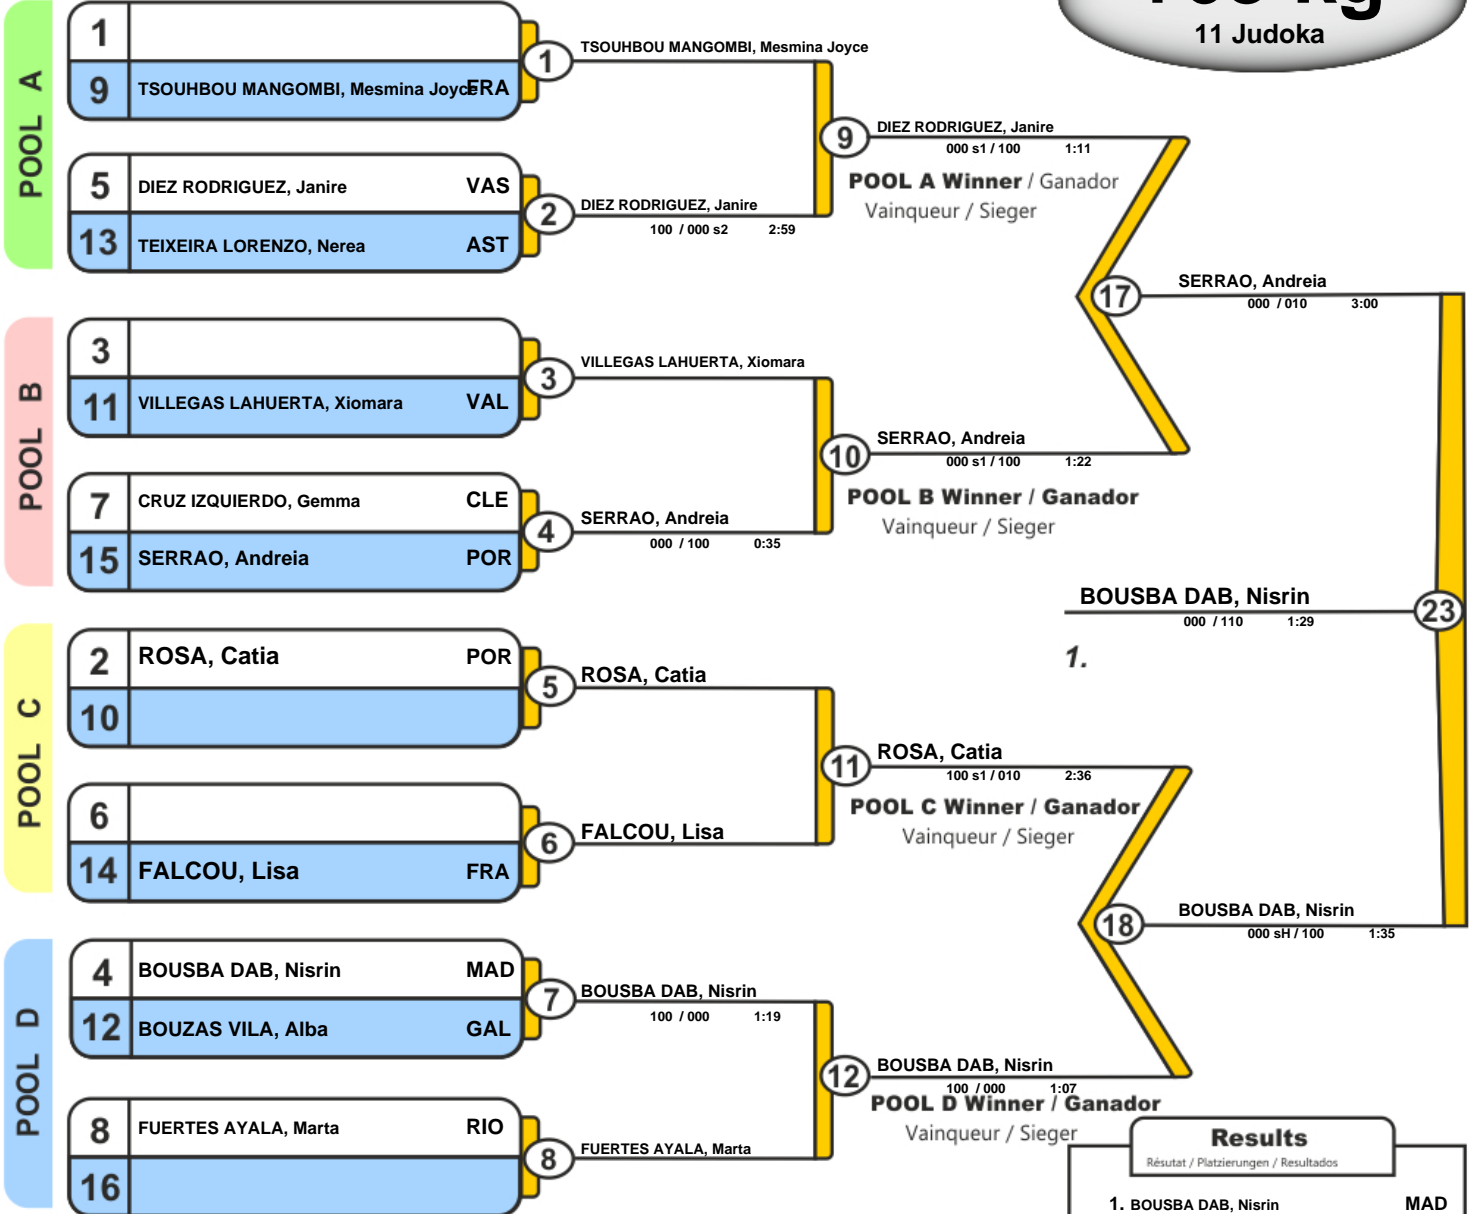 11 Judoka
POOL A
1
9 TSOUHBOU MANGOMBI, Mesmina Joyce FRA
5 DIEZ RODRIGUEZ, Janire VAS
13 TEIXEIRA LORENZO, Nerea AST
1 TSOUHBOU MANGOMBI, Mesmina Joyce
2 DIEZ RODRIGUEZ, Janire
100 / 000 s2 2:59
9 DIEZ RODRIGUEZ, Janire
000 s1 / 100 1:11
POOL A Winner / Ganador
Vainqueur / Sieger
POOL B
3
11 VILLEGAS LAHUERTA, Xiomara VAL
7 CRUZ IZQUIERDO, Gemma CLE
15 SERRAO, Andreia POR
3 VILLEGAS LAHUERTA, Xiomara
4 SERRAO, Andreia
000 / 100 0:35
10 SERRAO, Andreia
000 s1 / 100 1:22
POOL B Winner / Ganador
Vainqueur / Sieger
17 SERRAO, Andreia
000 / 010 3:00
POOL C
2 ROSA, Catia POR
10
6
14 FALCOU, Lisa FRA
5 ROSA, Catia
6 FALCOU, Lisa
11 ROSA, Catia
100 s1 / 010 2:36
POOL C Winner / Ganador
Vainqueur / Sieger
POOL D
4 BOUSBA DAB, Nisrin MAD
12 BOUZAS VILA, Alba GAL
8 FUERTES AYALA, Marta RIO
16
7 BOUSBA DAB, Nisrin
100 / 000 1:19
8 FUERTES AYALA, Marta
12 BOUSBA DAB, Nisrin
100 / 000 1:07
POOL D Winner / Ganador
Vainqueur / Sieger
18 BOUSBA DAB, Nisrin
000 sH / 100 1:35
BOUSBA DAB, Nisrin 23
000 / 110 1:29
1.
Results
Résutat / Platzierungen / Resultados
1. BOUSBA DAB, Nisrin MAD